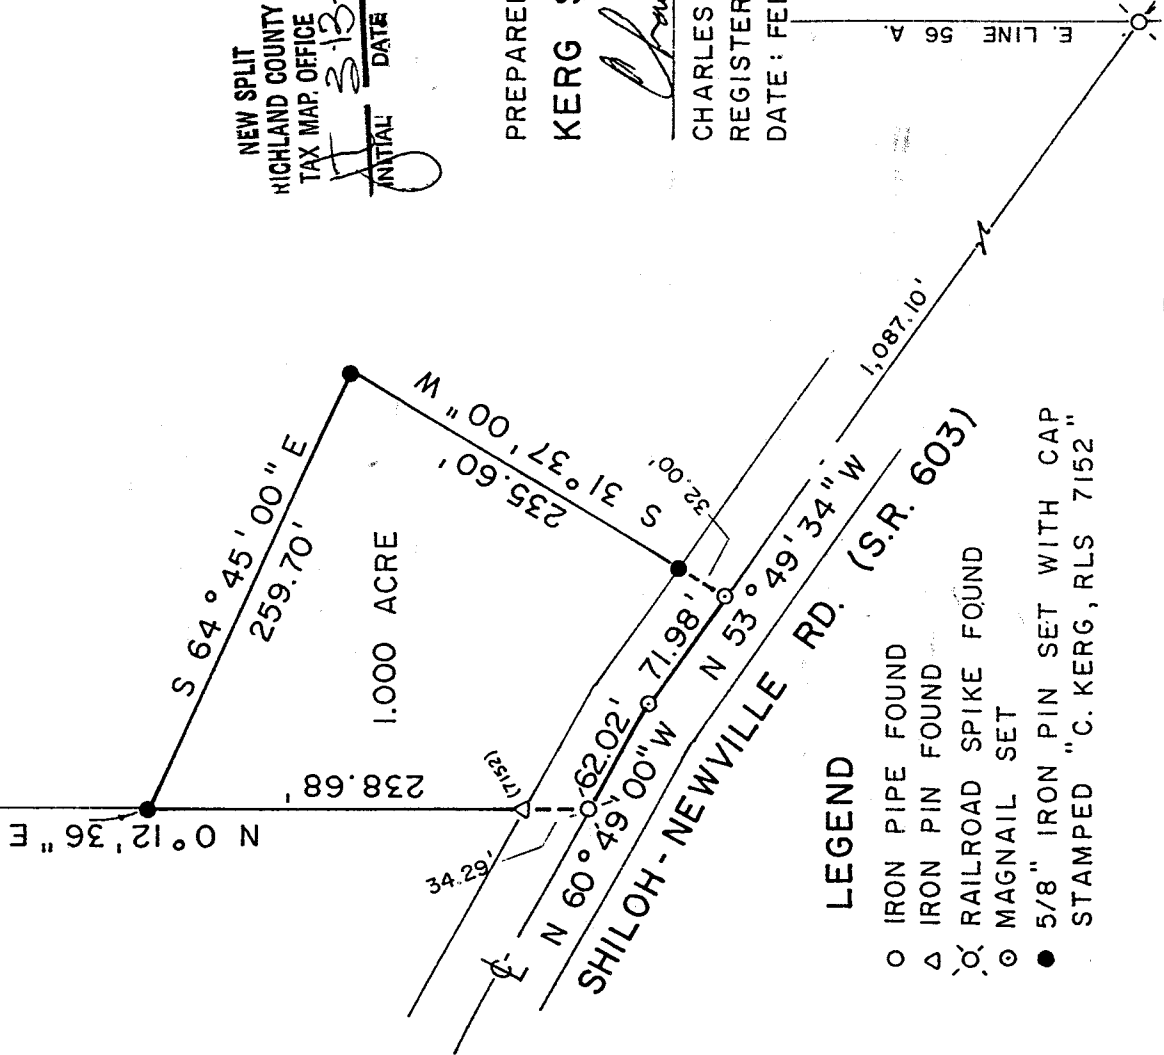 NEW SPLIT
RICHLAND COUNTY
TAX MAP. OFFICE
3-13-
INITIAL DATE
PREPARED
KERG S
CHARLES
REGISTER
DATE: FE
E. LINE 56 A.
S 64° 45' 00" E
259.70'
1.000 ACRE
S 31° 37' 00" W
235.60'
N 0° 12' 36" E
238.68'
(7152)
34.29'
32.00'
62.02'
71.98'
N 60° 49' 00" W
N 53° 49' 34" W
1,087.10'
SHILOH - NEWVILLE RD. (S.R. 603)
LEGEND
IRON PIPE FOUND
IRON PIN FOUND
RAILROAD SPIKE FOUND
MAGNAIL SET
5/8" IRON PIN SET WITH CAP
STAMPED "C. KERG, RLS 7152"